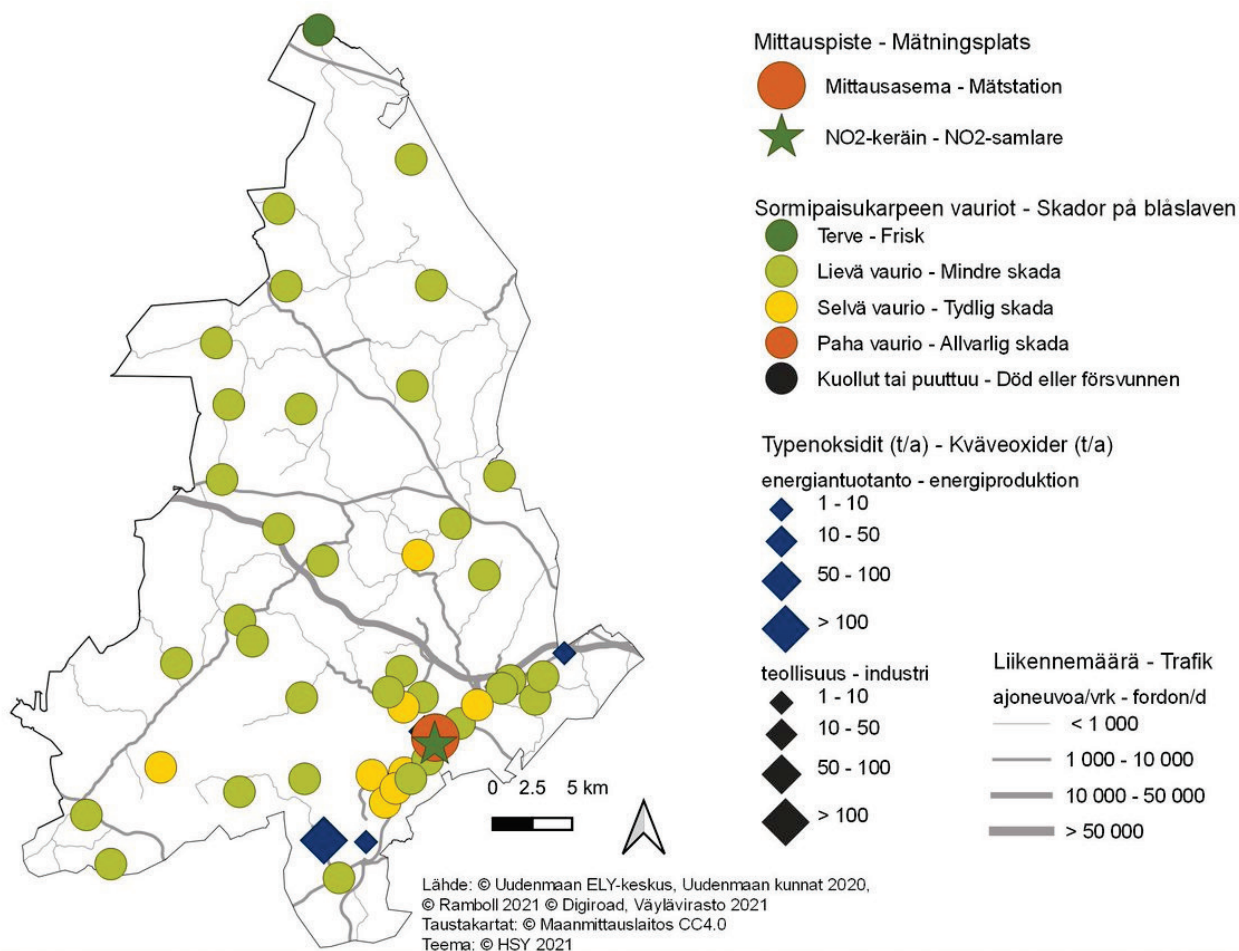 Mittauspiste - Mätningsplats
Mittausasema - Mätstation
NO2-keräin - NO2-samlare
Sormipaisukarpeen vauriot - Skador på blåslaven
Terve - Frisk
Lievä vaurio - Mindre skada
Selvä vaurio - Tydlig skada
Paha vaurio - Allvarlig skada
Kuollut tai puuttuu - Död eller försvunnen
Typenoksidit (t/a) - Kväveoxider (t/a)
energiantuotanto - energiproduktion
1 - 10
10 - 50
50 - 100
> 100
teollisuus - industri
1 - 10
10 - 50
50 - 100
> 100
Liikennemäärä - Trafik
ajoneuvoa/vrk - fordon/d
< 1 000
1 000 - 10 000
10 000 - 50 000
> 50 000
0 2.5 5 km
Lähde: © Uudenmaan ELY-keskus, Uudenmaan kunnat 2020,
© Ramboll 2021 © Digiroad, Väylävirasto 2021
Taustakartat: © Maanmittauslaitos CC4.0
Teema: © HSY 2021